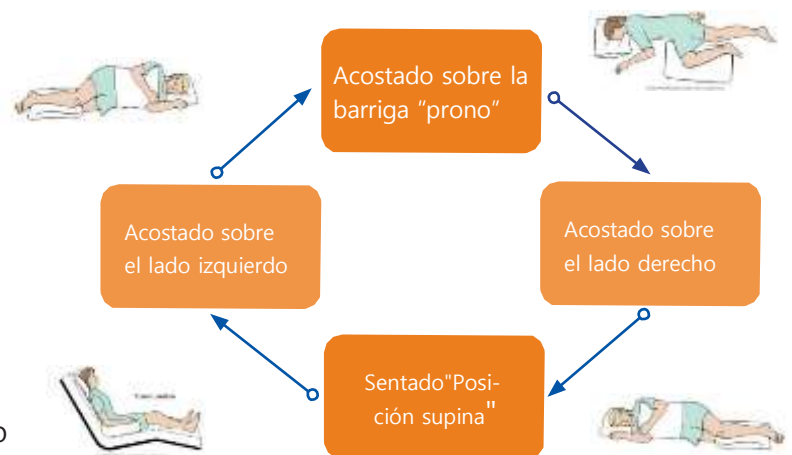 Acostado sobre la
barriga “prono”
Acostado sobre
el lado derecho
Sentado"Posi-
ción supina"
Acostado sobre
el lado izquierdo
o